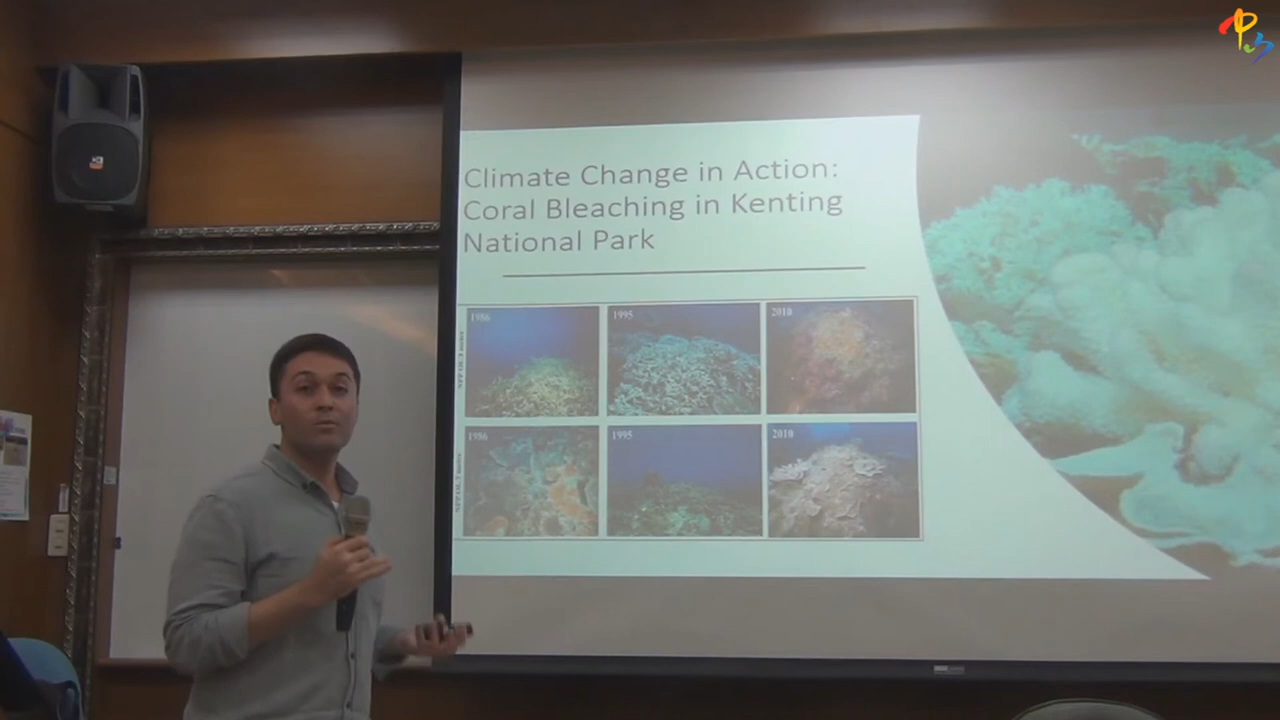 Climate Change in Action:
Coral Bleaching in Kenting
National Park
1986
1995
2010
1986
1995
2010